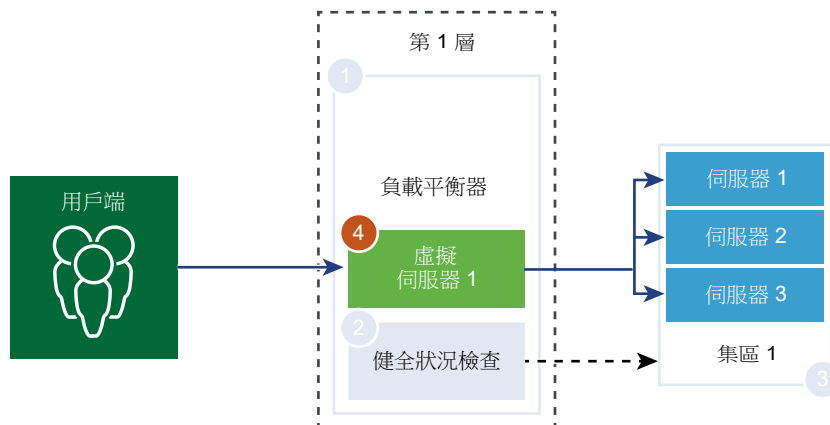 第 1 層
1
負載平衡器
用戶端
4
虛擬
伺服器 1
2
健全狀況檢查
伺服器 1
伺服器 2
伺服器 3
集區 1
3